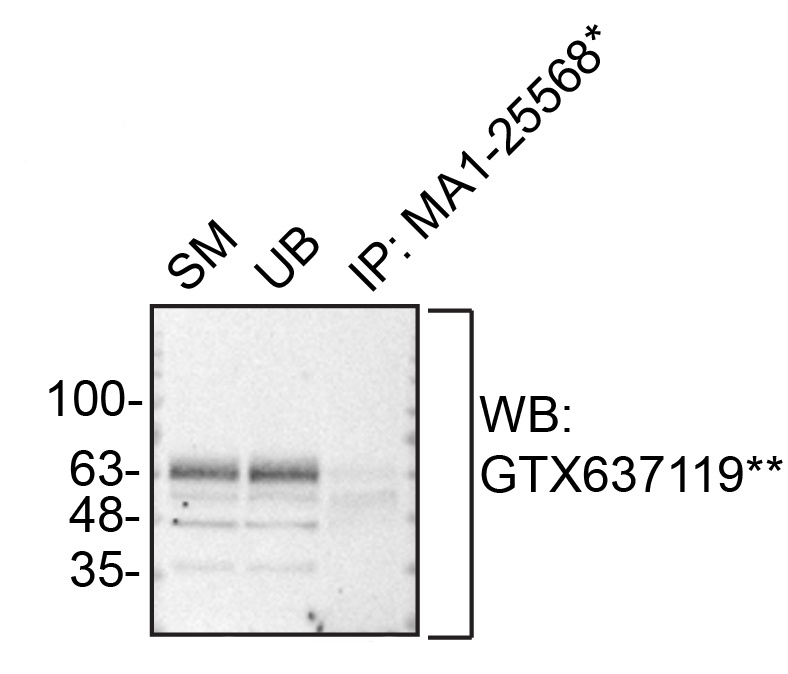 SM
UB
IP: MA1-25568*
100-
63-
48-
35-
WB:
GTX637119**